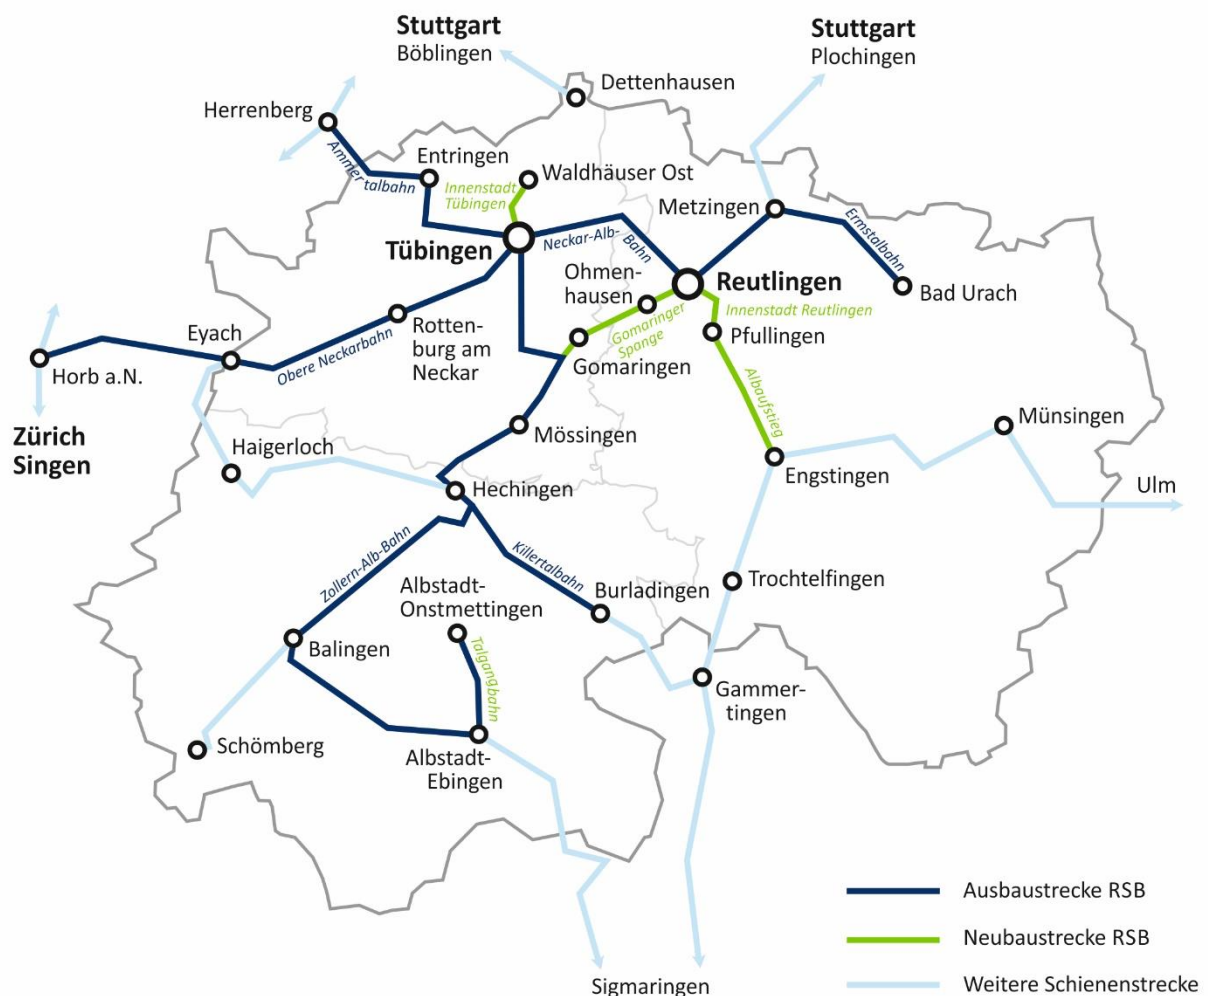 Stuttgart
Böblingen
Stuttgart
Plochingen
Dettenhausen
Herrenberg
Ammertalbahn
Entringen
Innenstadt
Tübingen
Waldhäuser Ost
Metzingen
Ermstalbahn
Tübingen
Neckar-Alb-
Bahn
Ohmen-
hausen
Reutlingen
Bad Urach
Innenstadt Reutlingen
Gomaringer
Spange
Pfullingen
Eyach
Obere Neckarbahn
Rotten-
burg am
Neckar
Gomaringen
Horb a.N.
Albaufstieg
Zürich
Singen
Haigerloch
Mössingen
Münsingen
Engstingen
Hechingen
Ulm
Zollern-Alb-Bahn
Killertalbahn
Albstadt-
Onstmettingen
Burladingen
Trochtelfingen
Balingen
Talgangbahn
Gammer-
tingen
Schömberg
Albstadt-
Ebingen
Sigmaringen
Ausbaustrecke RSB
Neubaustrecke RSB
Weitere Schienenstrecke